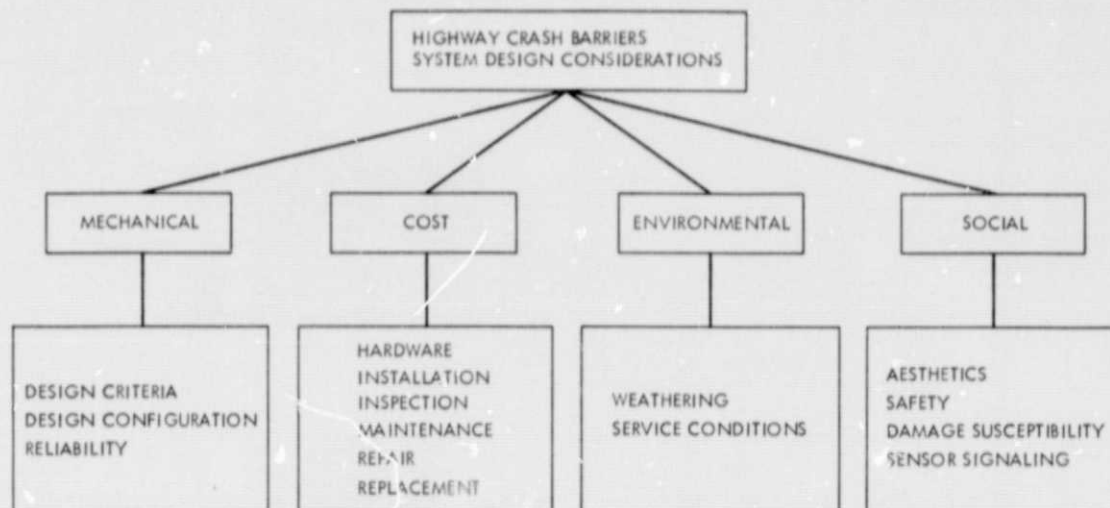 HIGHWAY CRASH BARRIERS
SYSTEM DESIGN CONSIDERATIONS
MECHANICAL
COST
ENVIRONMENTAL
SOCIAL
DESIGN CRITERIA
DESIGN CONFIGURATION
RELIABILITY
HARDWARE
INSTALLATION
INSPECTION
MAINTENANCE
REPAIR
REPLACEMENT
WEATHERING
SERVICE CONDITIONS
AESTHETICS
SAFETY
DAMAGE SUSCEPTIBILITY
SENSOR SIGNALING